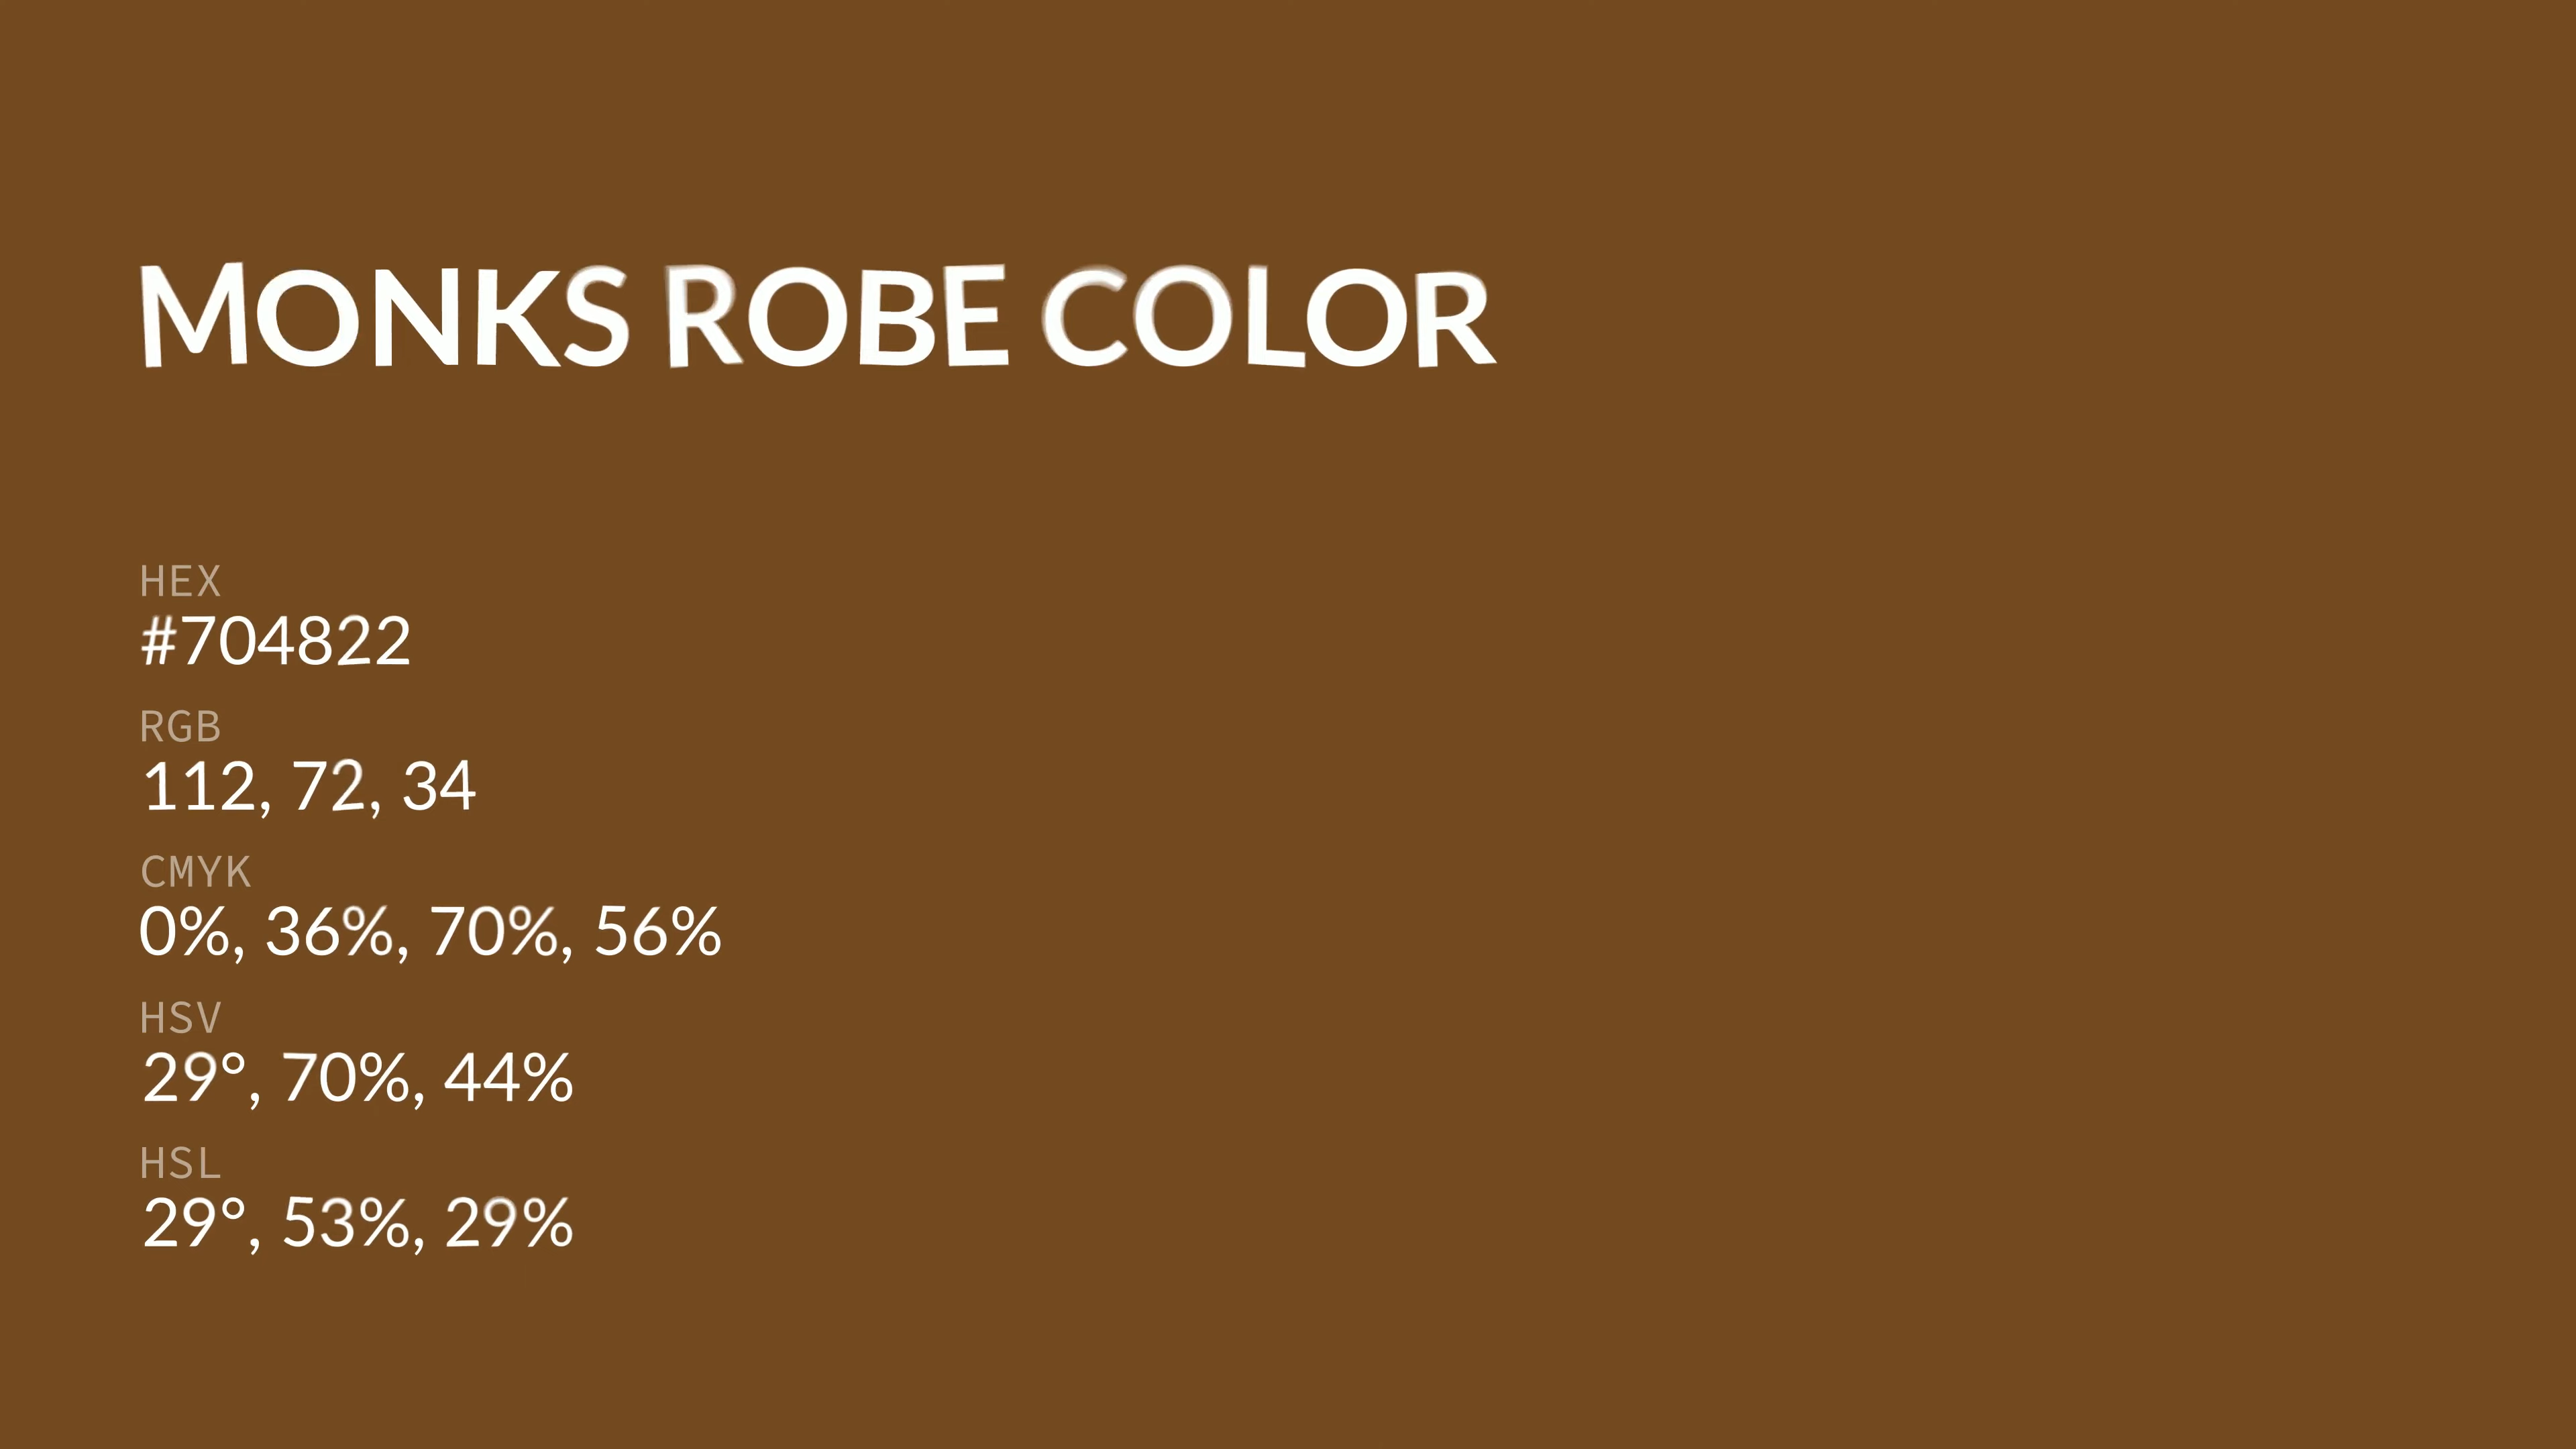 MONKS ROBE COLOR
HEX
#704822
RGB
112, 72, 34
CMYK
0%, 36%, 70%, 56%
HSV
29°, 70%, 44%
HSL
29°, 53%, 29%